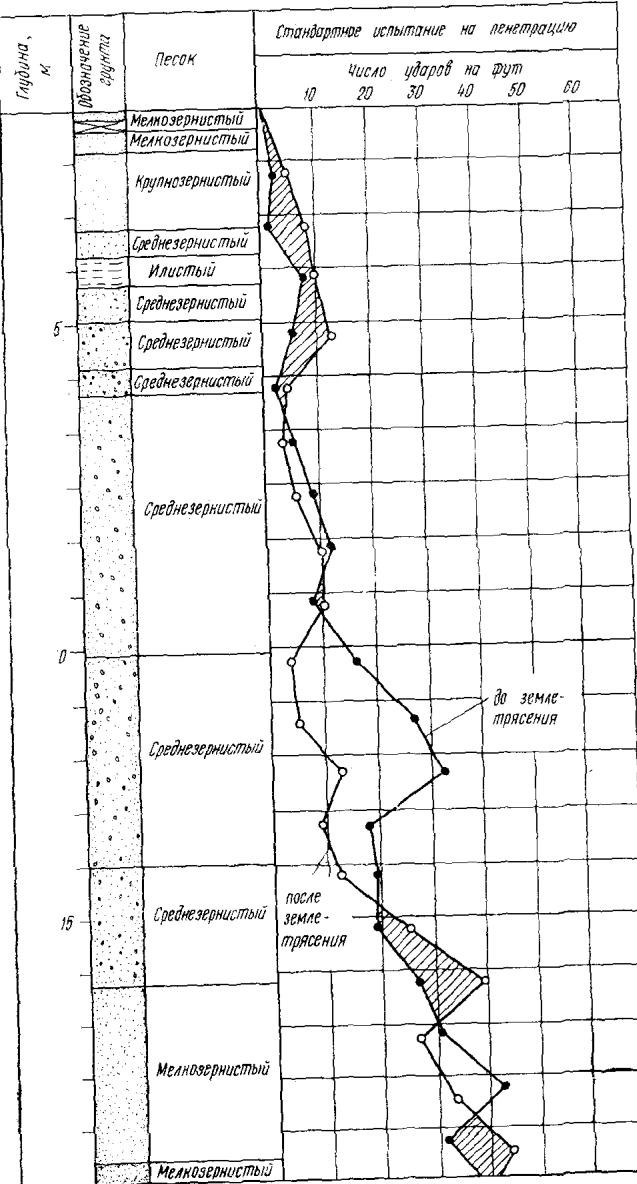 Глубина,
м
Обозначение
грунта
Песок
Стандартное испытание на пенетрацию
Число ударов на фут
10 20 30 40 50 60
Мелкозернистый
Мелкозернистый
Крупнозернистый
Среднезернистый
Илистый
Среднезернистый
5
Среднезернистый
Среднезернистый
Среднезернистый
0
до земле-
трясения
Среднезернистый
после
земле-
трясения
Среднезернистый
15
Мелкозернистый
Мелкозернистый